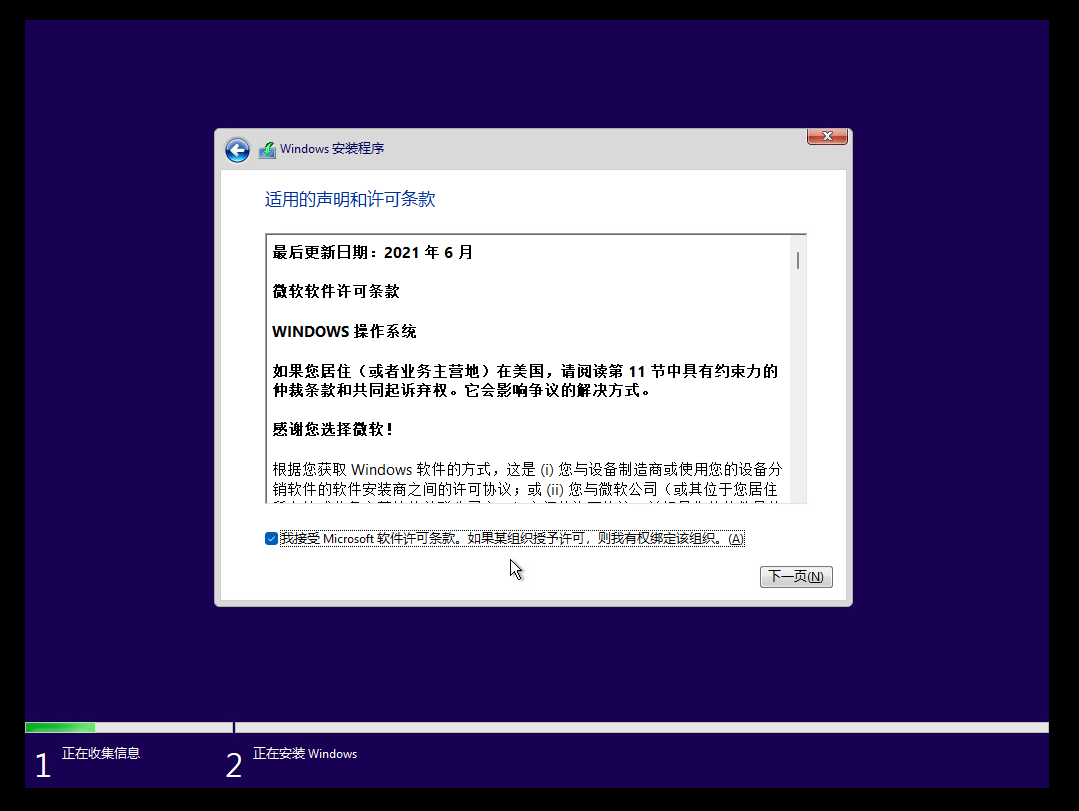 Windows 安装程序
适用的声明和许可条款
最后更新日期：2021 年 6 月
微软软件许可条款
WINDOWS 操作系统
如果您居住（或者业务主营地）在美国，请阅读第 11 节中具有约束力的
仲裁条款和共同起诉弃权。它会影响争议的解决方式。
感谢您选择微软！
根据您获取 Windows 软件的方式，这是 (i) 您与设备制造商或使用您的设备分
销软件的软件安装商之间的许可协议；或 (ii) 您与微软公司（或其位于您居住
我接受 Microsoft 软件许可条款。如果某组织授予许可，则我有权绑定该组织。(A)
下一页(N)
1 正在收集信息
2 正在安装 Windows